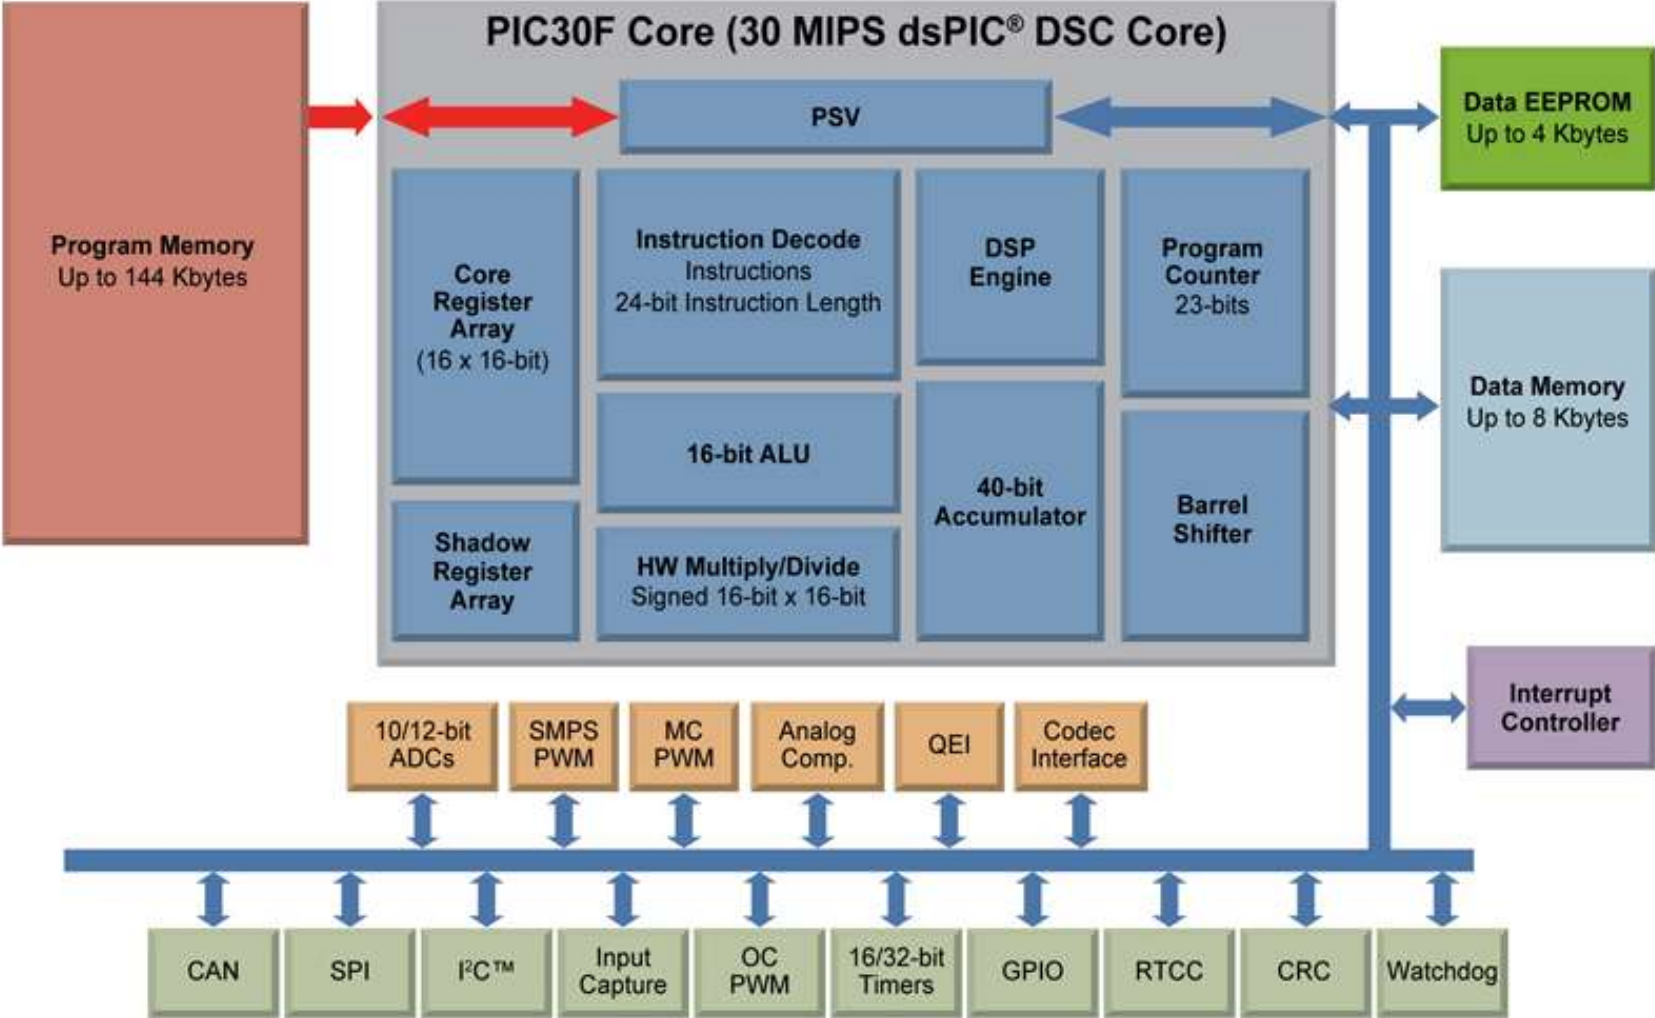 PIC30F Core (30 MIPS dsPIC® DSC Core)
PSV
Program Memory
Up to 144 Kbytes
Core
Register
Array
(16 x 16-bit)
Shadow
Register
Array
Instruction Decode
Instructions
24-bit Instruction Length
16-bit ALU
HW Multiply/Divide
Signed 16-bit x 16-bit
DSP
Engine
40-bit
Accumulator
Program
Counter
23-bits
Barrel
Shifter
Data EEPROM
Up to 4 Kbytes
Data Memory
Up to 8 Kbytes
Interrupt
Controller
10/12-bit
ADCs
SMPS
PWM
MC
PWM
Analog
Comp.
QEI
Codec
Interface
CAN
SPI
I²C™
Input
Capture
OC
PWM
16/32-bit
Timers
GPIO
RTCC
CRC
Watchdog